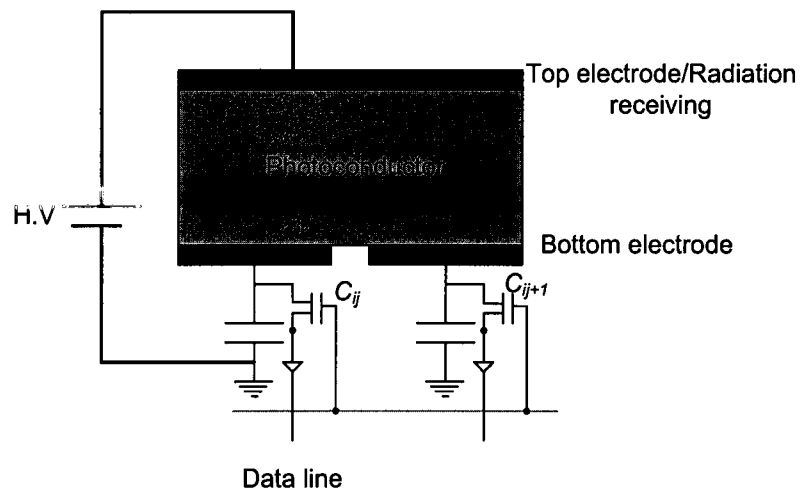 Top electrode/Radiation
receiving
Photoconductor
H.V
Bottom electrode
Cij
Cij+1
Data line